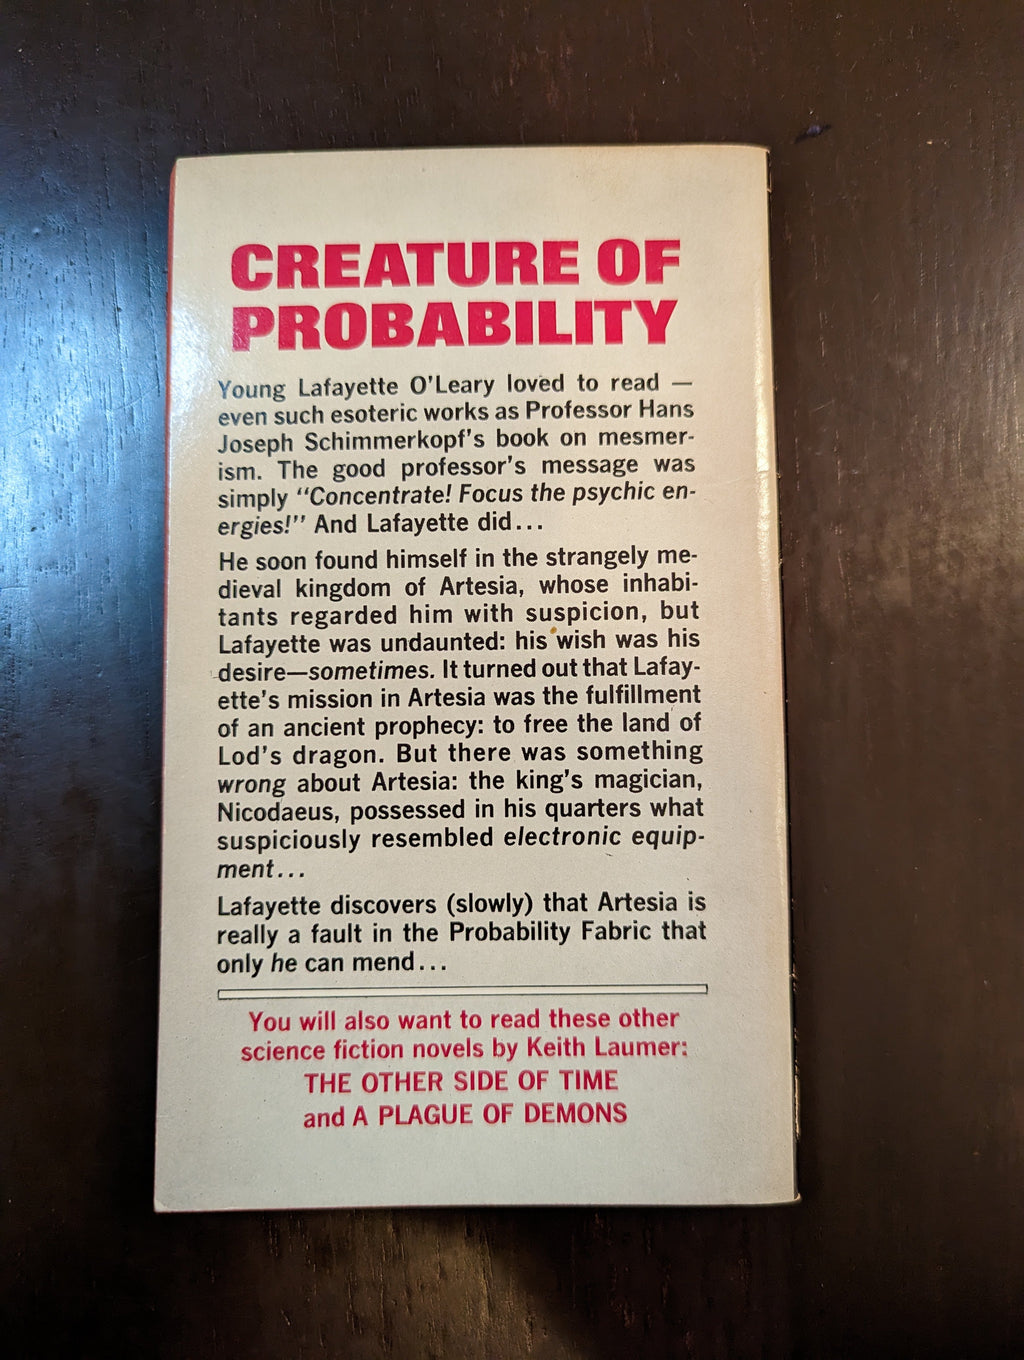 CREATURE OF
PROBABILITY
Young Lafayette O'Leary loved to read —
even such esoteric works as Professor Hans
Joseph Schimmerkopf's book on mesmer-
ism. The good professor's message was
simply "Concentrate! Focus the psychic en-
ergies!" And Lafayette did...
He soon found himself in the strangely me-
dieval kingdom of Artesia, whose inhabi-
tants regarded him with suspicion, but
Lafayette was undaunted: his wish was his
desire—sometimes. It turned out that Lafay-
ette's mission in Artesia was the fulfillment
of an ancient prophecy: to free the land of
Lod's dragon. But there was something
wrong about Artesia: the king's magician,
Nicodaeus, possessed in his quarters what
suspiciously resembled electronic equip-
ment...
Lafayette discovers (slowly) that Artesia is
really a fault in the Probability Fabric that
only he can mend...
You will also want to read these other
science fiction novels by Keith Laumer:
THE OTHER SIDE OF TIME
and A PLAGUE OF DEMONS